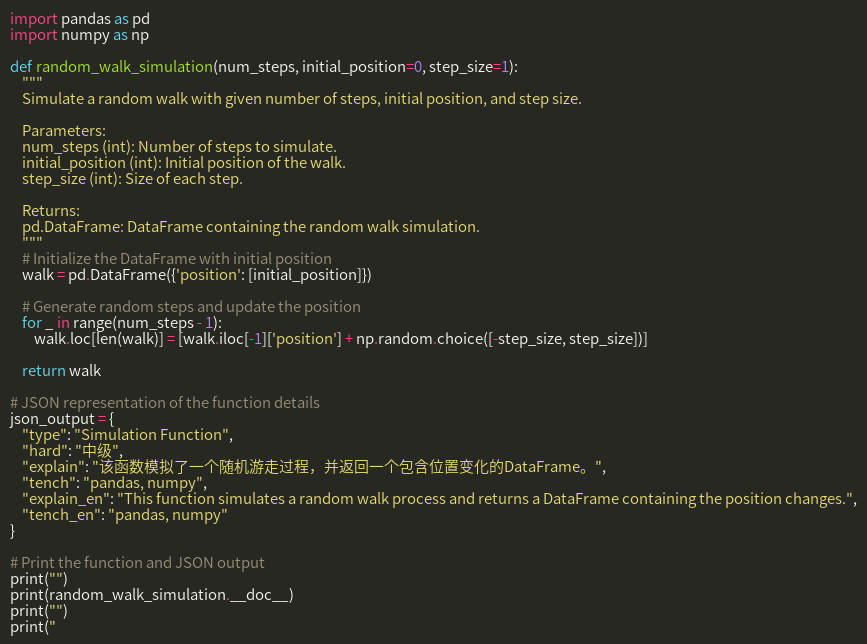 import pandas as pd
import numpy as np

def random_walk_simulation(num_steps, initial_position=0, step_size=1):
    """
    Simulate a random walk with given number of steps, initial position, and step size.

    Parameters:
    num_steps (int): Number of steps to simulate.
    initial_position (int): Initial position of the walk.
    step_size (int): Size of each step.

    Returns:
    pd.DataFrame: DataFrame containing the random walk simulation.
    """
    # Initialize the DataFrame with initial position
    walk = pd.DataFrame({'position': [initial_position]})

    # Generate random steps and update the position
    for _ in range(num_steps - 1):
        walk.loc[len(walk)] = [walk.iloc[-1]['position'] + np.random.choice([-step_size, step_size])]

    return walk

# JSON representation of the function details
json_output = {
    "type": "Simulation Function",
    "hard": "中级",
    "explain": "该函数模拟了一个随机游走过程，并返回一个包含位置变化的DataFrame。",
    "tench": "pandas, numpy",
    "explain_en": "This function simulates a random walk process and returns a DataFrame containing the position changes.",
    "tench_en": "pandas, numpy"
}

# Print the function and JSON output
print("")
print(random_walk_simulation.__doc__)
print("")
print("